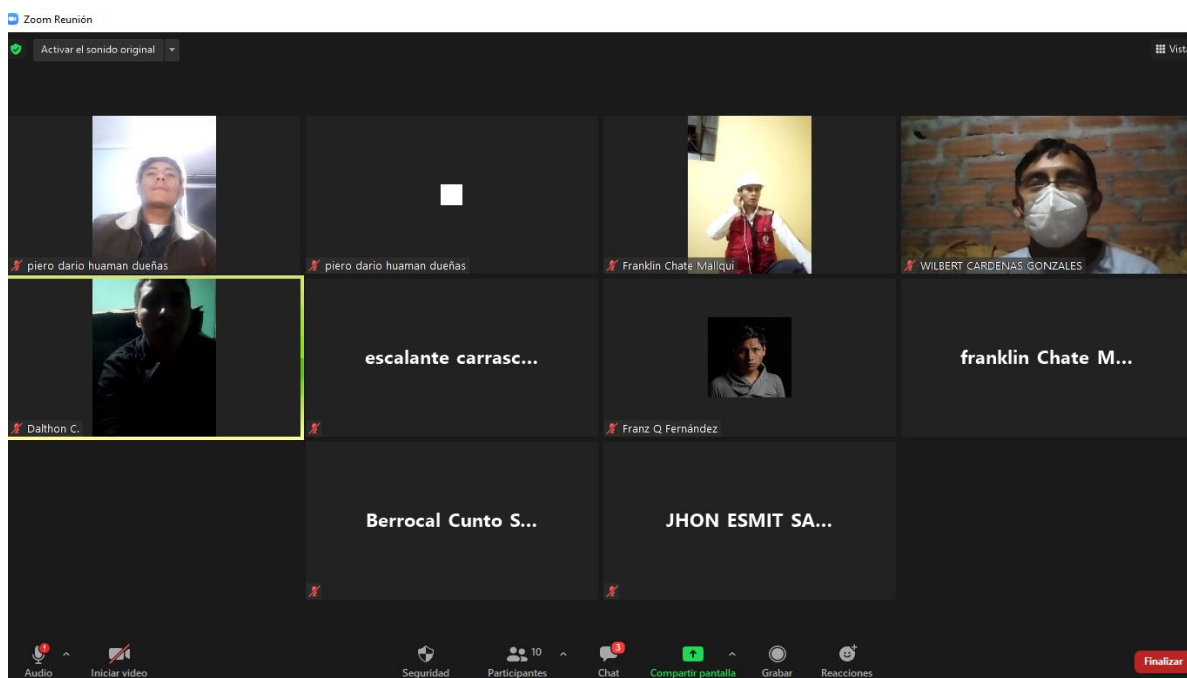 Zoom Reunión
Activar el sonido original
Vista
piero dario huaman dueñas
piero dario huaman dueñas
Franklin Chate Mallqui
WILBERT CARDENAS GONZALES
Dalthon C.
escalante carrasc...
Franz Q Fernández
franklin Chate M...
Berrocal Cunto S...
JHON ESMIT SA...
Audio
Iniciar video
Seguridad
10
Participantes
3
Chat
Compartir pantalla
Grabar
Reacciones
Finalizar